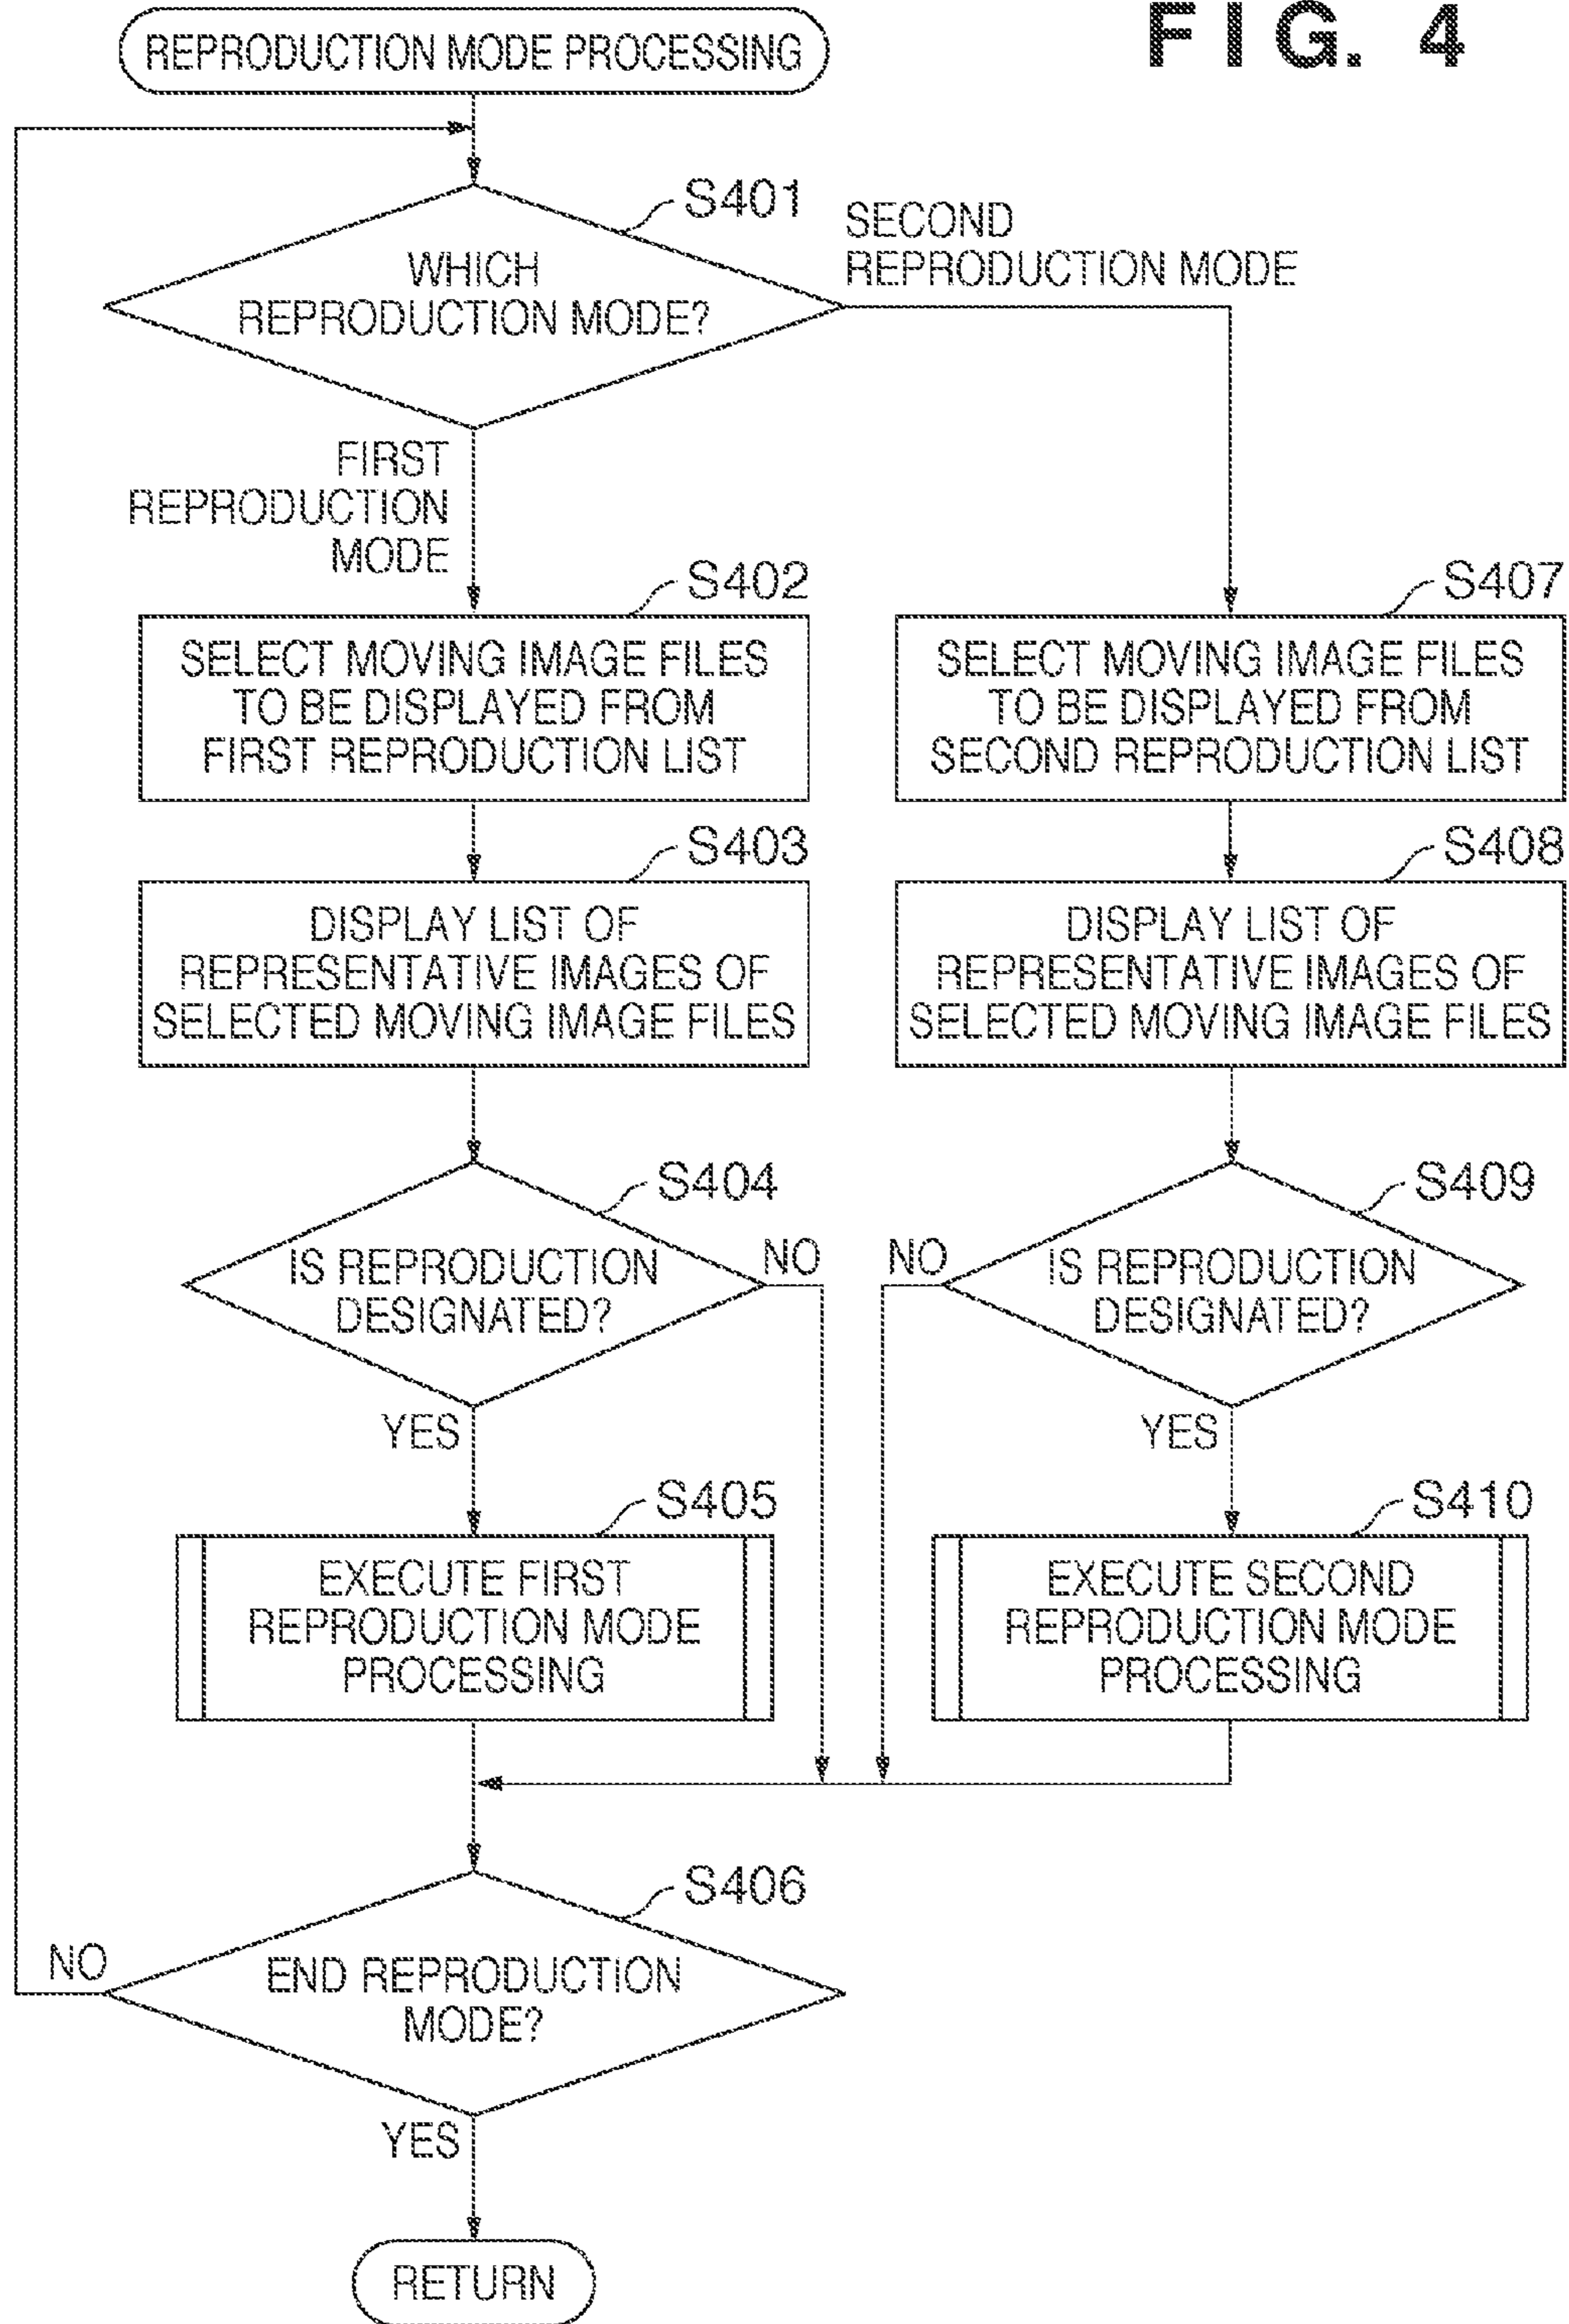 FIG. 4
REPRODUCTION MODE PROCESSING
S401
WHICH
REPRODUCTION MODE?
SECOND
REPRODUCTION MODE
FIRST
REPRODUCTION
MODE
S402
SELECT MOVING IMAGE FILES
TO BE DISPLAYED FROM
FIRST REPRODUCTION LIST
S407
SELECT MOVING IMAGE FILES
TO BE DISPLAYED FROM
SECOND REPRODUCTION LIST
S403
DISPLAY LIST OF
REPRESENTATIVE IMAGES OF
SELECTED MOVING IMAGE FILES
S408
DISPLAY LIST OF
REPRESENTATIVE IMAGES OF
SELECTED MOVING IMAGE FILES
S404
IS REPRODUCTION
DESIGNATED?
NO
YES
S409
NO
IS REPRODUCTION
DESIGNATED?
YES
S405
EXECUTE FIRST
REPRODUCTION MODE
PROCESSING
S410
EXECUTE SECOND
REPRODUCTION MODE
PROCESSING
S406
NO
END REPRODUCTION
MODE?
YES
RETURN